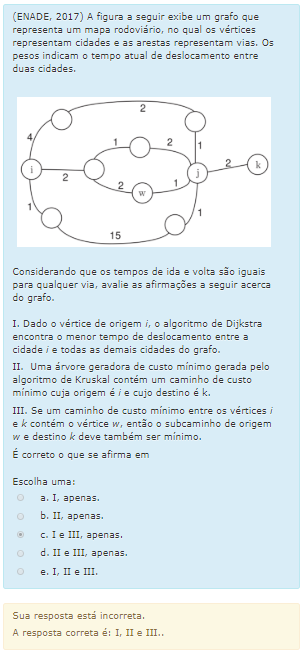 (ENADE, 2017) A figura a seguir exibe um grafo que
representa um mapa rodoviário, no qual os vértices
representam cidades e as arestas representam vias. Os
pesos indicam o tempo atual de deslocamento entre
duas cidades.
2
4
1
2
1
i
2
j
2
k
2
w
1
1
1
15
Considerando que os tempos de ida e volta são iguais
para qualquer via, avalie as afirmações a seguir acerca
do grafo.
I. Dado o vértice de origem i, o algoritmo de Dijkstra
encontra o menor tempo de deslocamento entre a
cidade i e todas as demais cidades do grafo.
II. Uma árvore geradora de custo mínimo gerada pelo
algoritmo de Kruskal contém um caminho de custo
mínimo cuja origem é i e cujo destino é k.
III. Se um caminho de custo mínimo entre os vértices i
e k contém o vértice w, então o subcaminho de origem
w e destino k deve também ser mínimo.
É correto o que se afirma em
Escolha uma:
a. I, apenas.
b. II, apenas.
c. I e III, apenas.
d. II e III, apenas.
e. I, II e III.
Sua resposta está incorreta.
A resposta correta é: I, II e III..